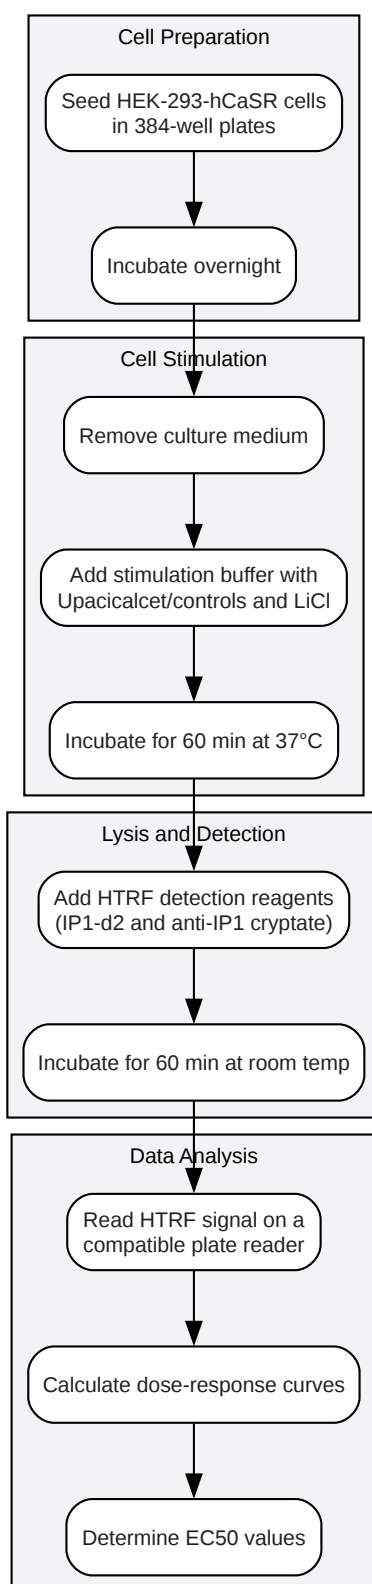 Cell Preparation
Seed HEK-293-hCaSR cells
in 384-well plates
Incubate overnight
Cell Stimulation
Remove culture medium
Add stimulation buffer with
Upacicalcet/controls and LiCl
Incubate for 60 min at 37°C
Lysis and Detection
Add HTRF detection reagents
(IP1-d2 and anti-IP1 cryptate)
Incubate for 60 min at room temp
Data Analysis
Read HTRF signal on a
compatible plate reader
Calculate dose-response curves
Determine EC50 values